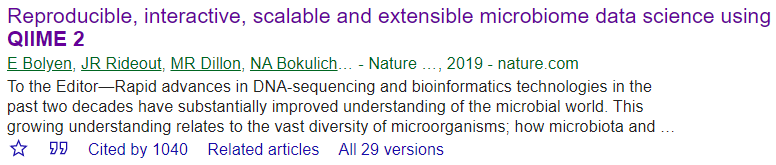 Reproducible, interactive, scalable and extensible microbiome data science using
QIIME 2
E Bolyen, JR Rideout, MR Dillon, NA Bokulich… - Nature …, 2019 - nature.com
To the Editor—Rapid advances in DNA-sequencing and bioinformatics technologies in the
past two decades have substantially improved understanding of the microbial world. This
growing understanding relates to the vast diversity of microorganisms; how microbiota and …
Cited by 1040 Related articles All 29 versions